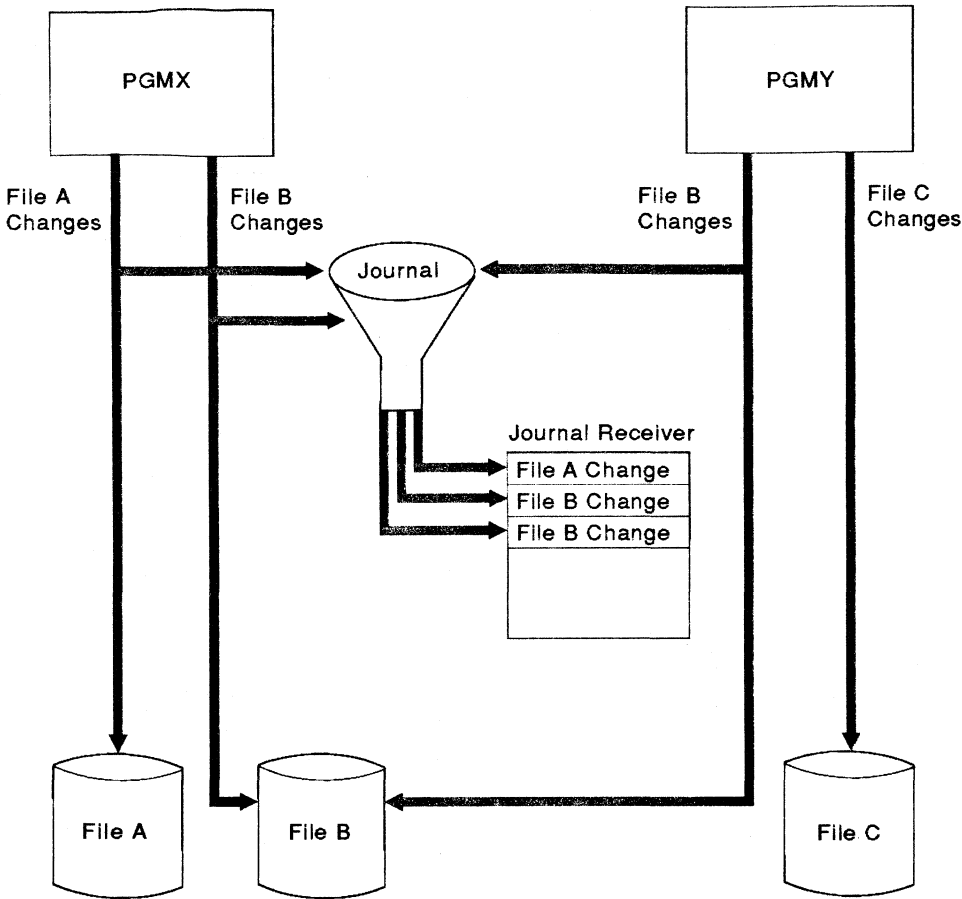 PGMX
PGMY
File A
Changes
File B
Changes
File B
Changes
File C
Changes
Journal
Journal Receiver
File A Change
File B Change
File B Change
File A
File B
File C